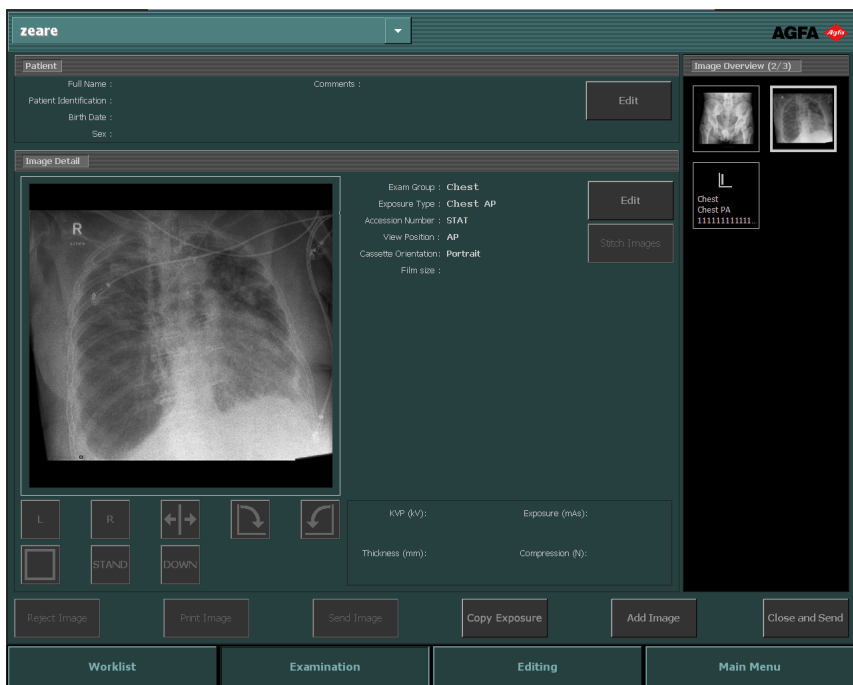 zeare
AGFA Agfa
Patient
Full Name :
Comments :
Patient Identification :
Birth Date :
Sex :
Edit
Image Overview (2/3)
L
Chest
Chest PA
111111111111...
Image Detail
R
Exam Group : Chest
Exposure Type : Chest AP
Accession Number : STAT
View Position : AP
Cassette Orientation: Portrait
Film size :
Edit
Stitch Images
L
R
STAND
DOWN
KVP (kV):
Exposure (mAs):
Thickness (mm):
Compression (N):
Reject Image
Print Image
Send Image
Copy Exposure
Add Image
Close and Send
Worklist
Examination
Editing
Main Menu